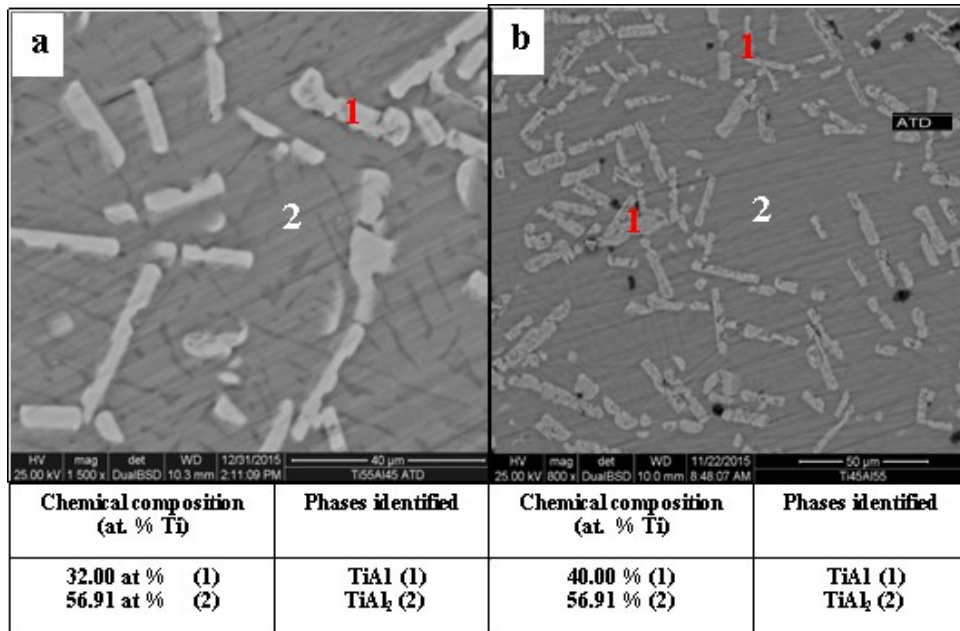 a
1
2
b
1
ATD
1
2
HV mag det WD 12/31/2015 40 µm
25.00 kV 1 500 x DualBSD 10.3 mm 2:11:09 PM Ti55Al45 ATD
HV mag det WD 11/22/2015 50 µm
25.00 kV 800 x DualBSD 10.0 mm 8:48:07 AM Ti45Al55
Chemical composition
(at. % Ti)
Phases identified
Chemical composition
(at. % Ti)
Phases identified
32.00 at % (1)
56.91 at % (2)
TiAl (1)
TiAl₂ (2)
40.00 % (1)
56.91 % (2)
TiAl (1)
TiAl₂ (2)